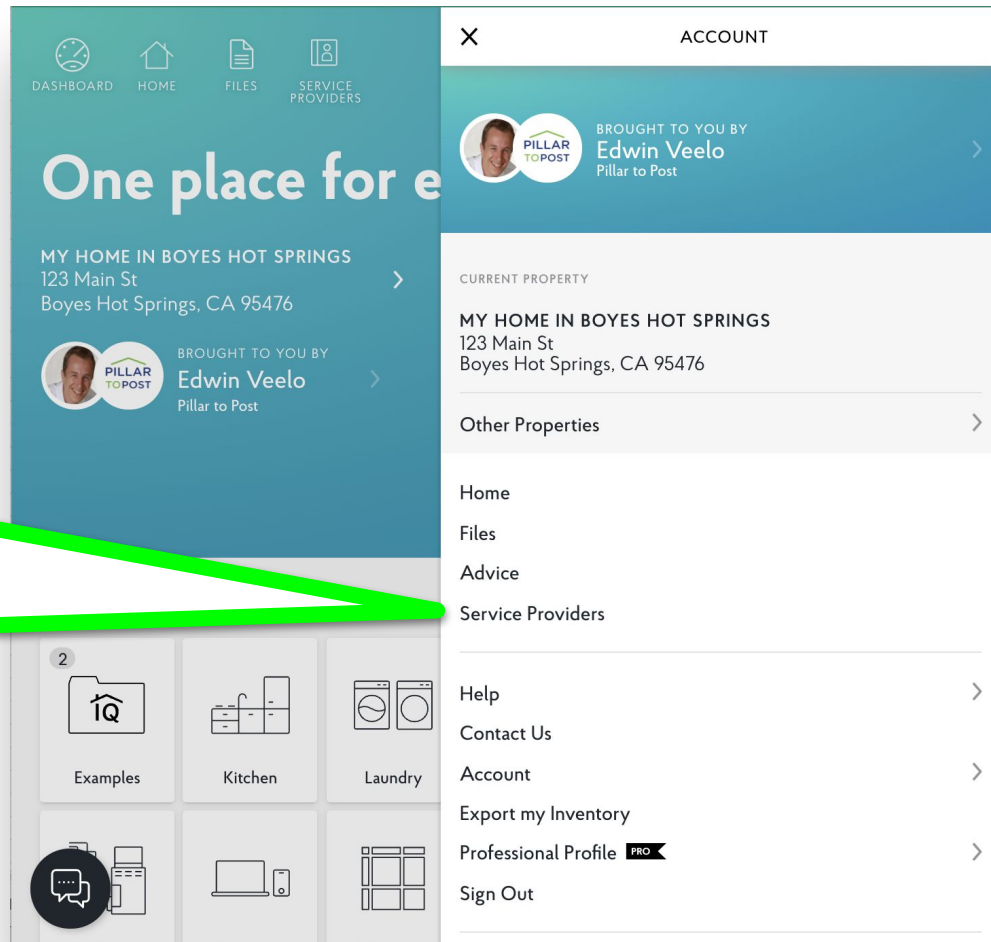 DASHBOARD
HOME
FILES
SERVICE
PROVIDERS
One place for e
MY HOME IN BOYES HOT SPRINGS
123 Main St
Boyes Hot Springs, CA 95476
PILLAR
TOPOST
BROUGHT TO YOU BY
Edwin Veelo
Pillar to Post
2
IQ
Examples
Kitchen
Laundry
ACCOUNT
PILLAR
TOPOST
BROUGHT TO YOU BY
Edwin Veelo
Pillar to Post
CURRENT PROPERTY
MY HOME IN BOYES HOT SPRINGS
123 Main St
Boyes Hot Springs, CA 95476
Other Properties
Home
Files
Advice
Service Providers
Help
Contact Us
Account
Export my Inventory
Professional Profile PRO
Sign Out